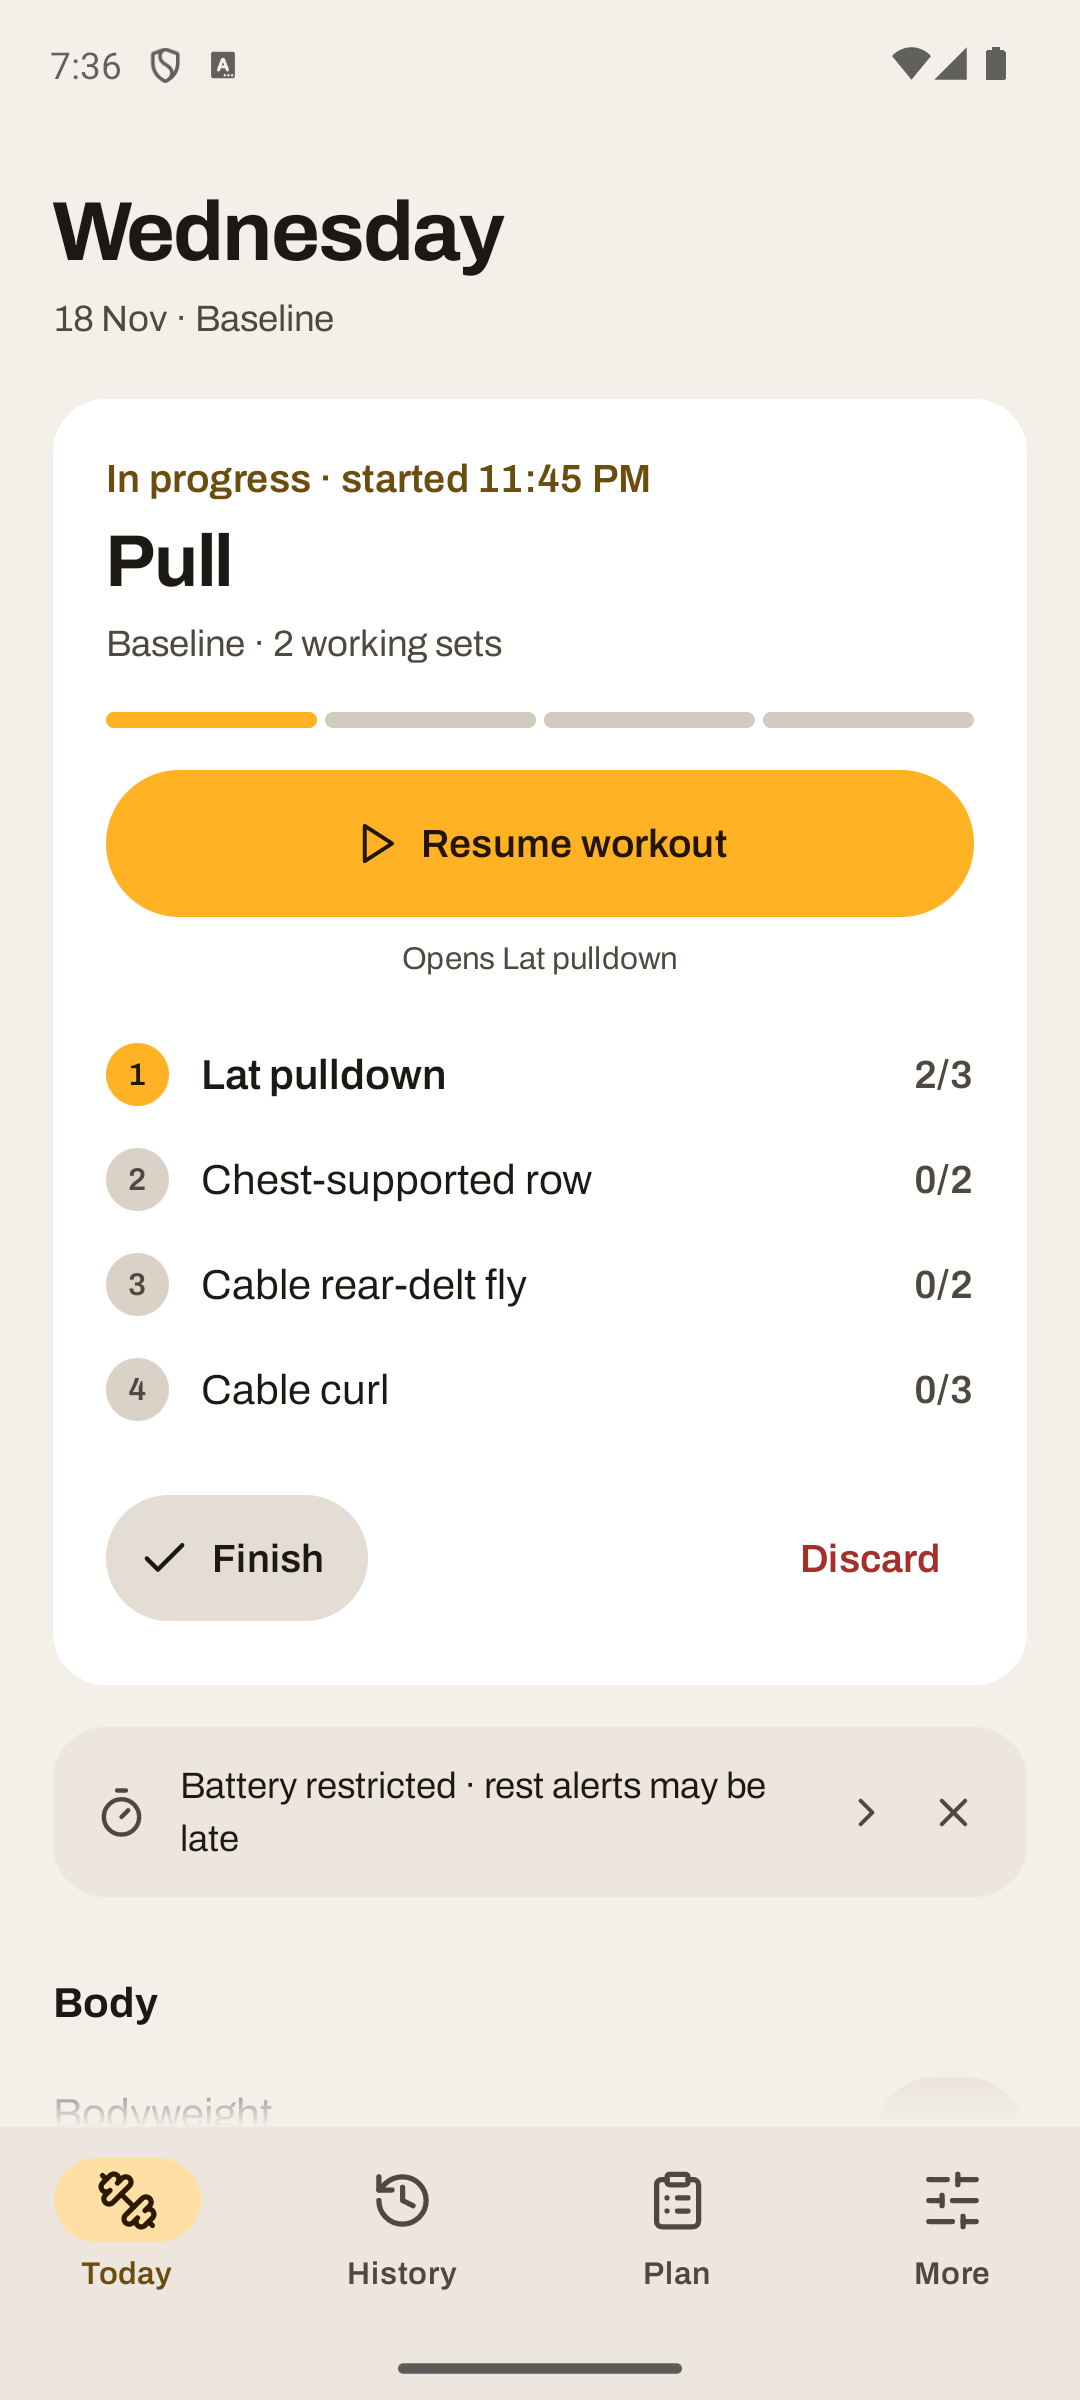 7:36
Wednesday
18 Nov · Baseline
In progress · started 11:45 PM
Pull
Baseline · 2 working sets
Resume workout
Opens Lat pulldown
1 Lat pulldown 2/3
2 Chest-supported row 0/2
3 Cable rear-delt fly 0/2
4 Cable curl 0/3
Finish Discard
Battery restricted · rest alerts may be
late
Body
Bodyweight
Today History Plan More